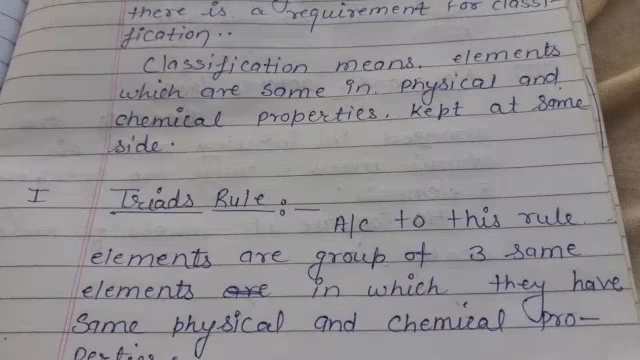 there is a requirement for classi-
fication..
Classification means. elements
which are same in physical and
chemical properties. Kept at same
side.
I Triads Rule :-
A/c to this rule
elements are group of 3 same
elements are in which they have
same physical and chemical pro-
perties.